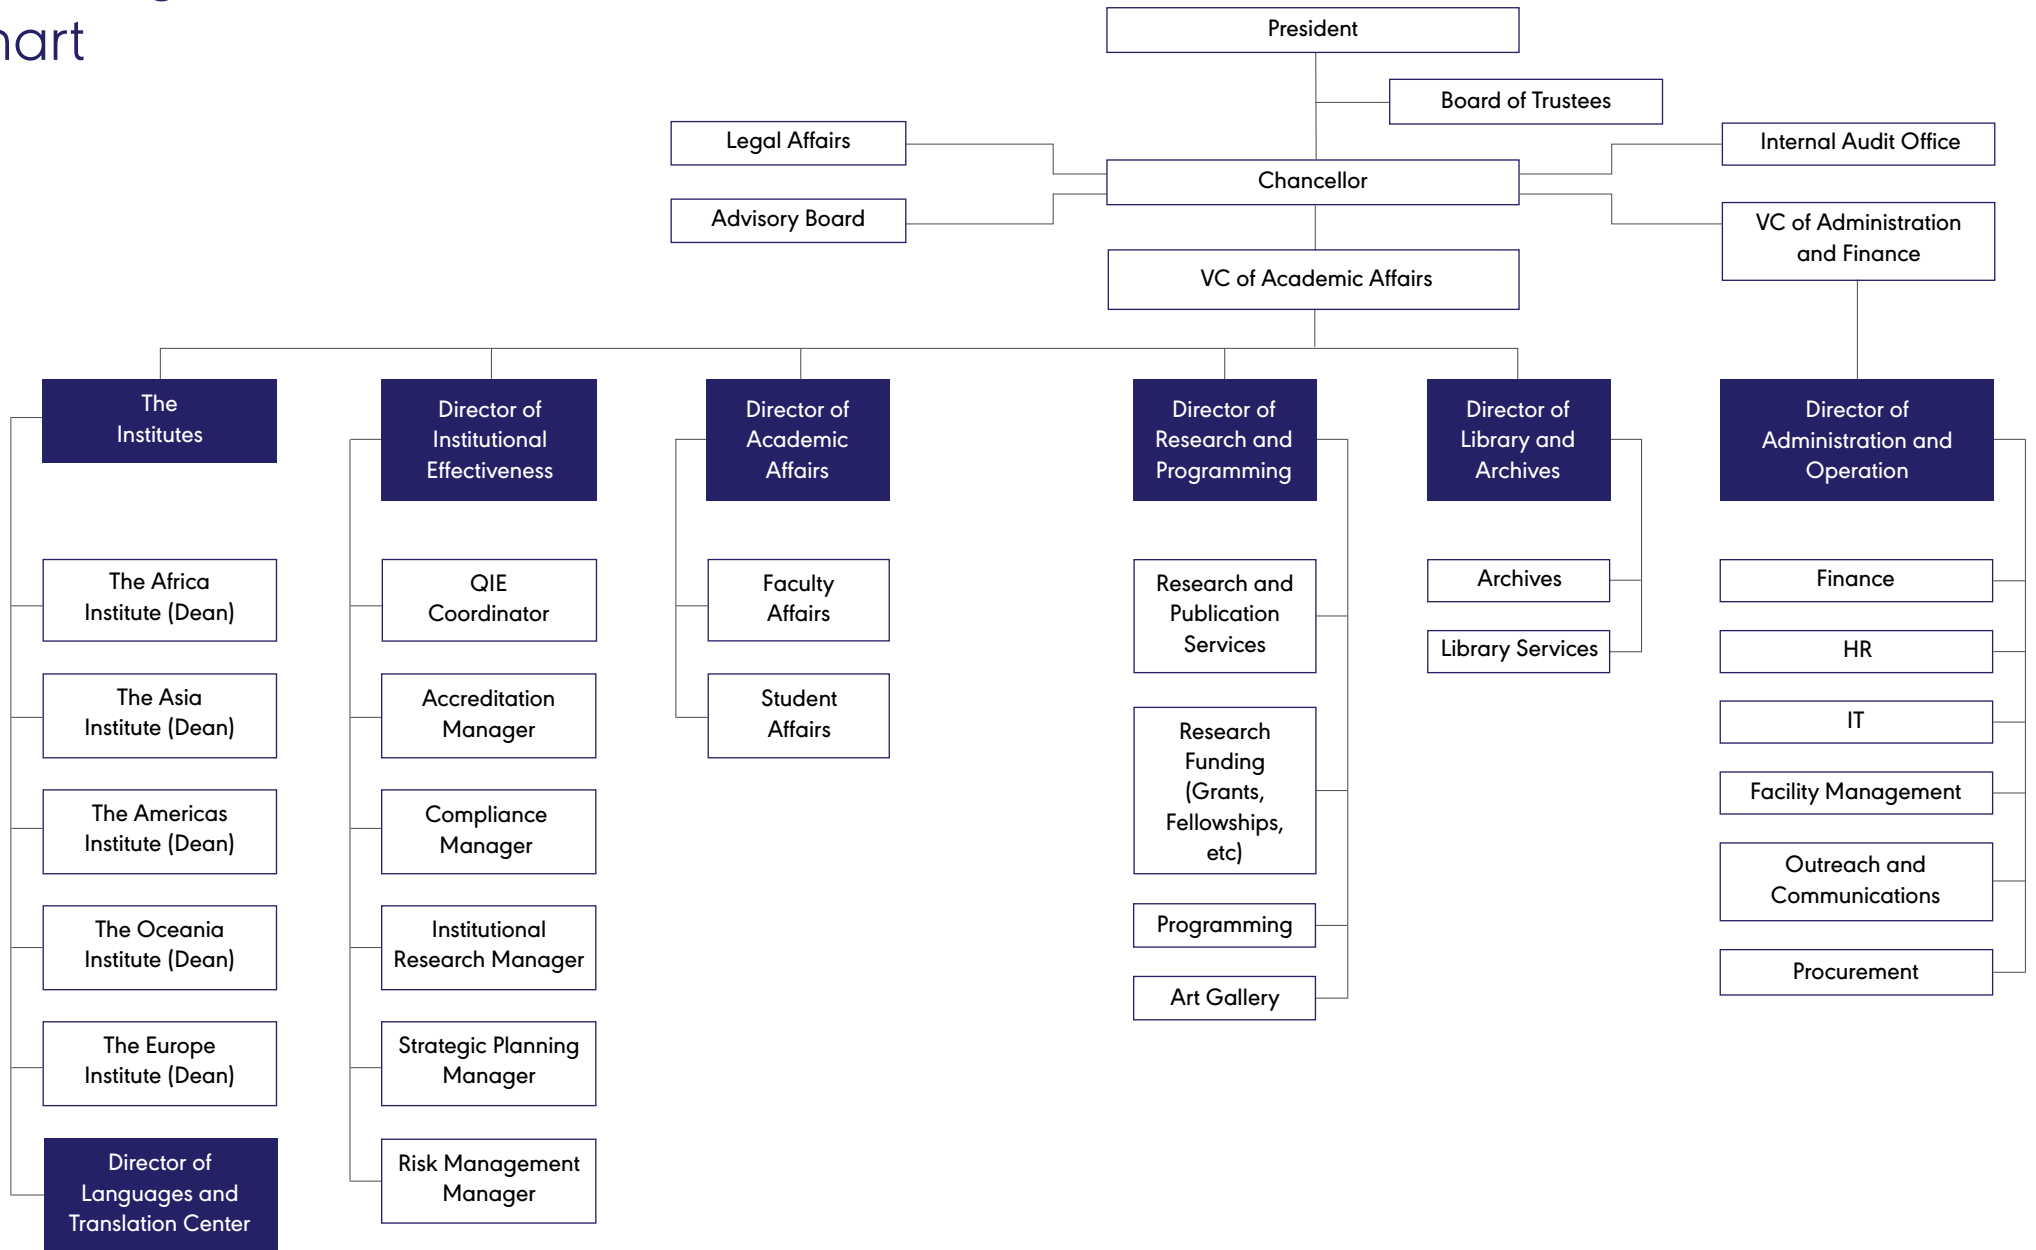 hart
President
Board of Trustees
Legal Affairs
Internal Audit Office
Chancellor
Advisory Board
VC of Administration
and Finance
VC of Academic Affairs
The
Institutes
Director of
Institutional
Effectiveness
Director of
Academic
Affairs
Director of
Research and
Programming
Director of
Library and
Archives
Director of
Administration and
Operation
The Africa
Institute (Dean)
The Asia
Institute (Dean)
The Americas
Institute (Dean)
The Oceania
Institute (Dean)
The Europe
Institute (Dean)
Director of
Languages and
Translation Center
QIE
Coordinator
Accreditation
Manager
Compliance
Manager
Institutional
Research Manager
Strategic Planning
Manager
Risk Management
Manager
Faculty
Affairs
Student
Affairs
Research and
Publication
Services
Research
Funding
(Grants,
Fellowships,
etc)
Programming
Art Gallery
Archives
Library Services
Finance
HR
IT
Facility Management
Outreach and
Communications
Procurement